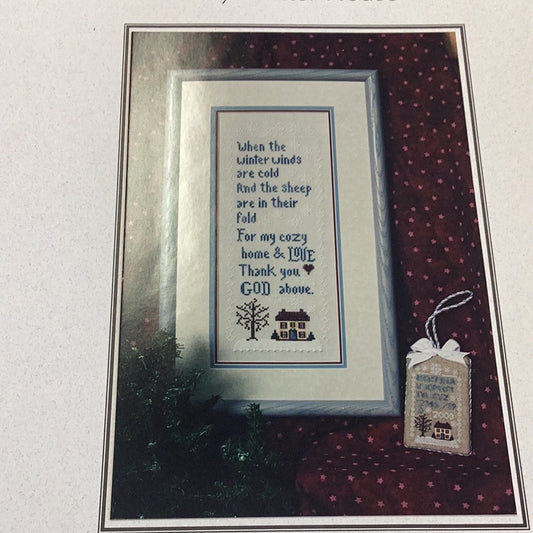 When the
winter winds
are cold
And the sheep
are in their
fold
For my cozy
home & LOVE
Thank you
GOD above.